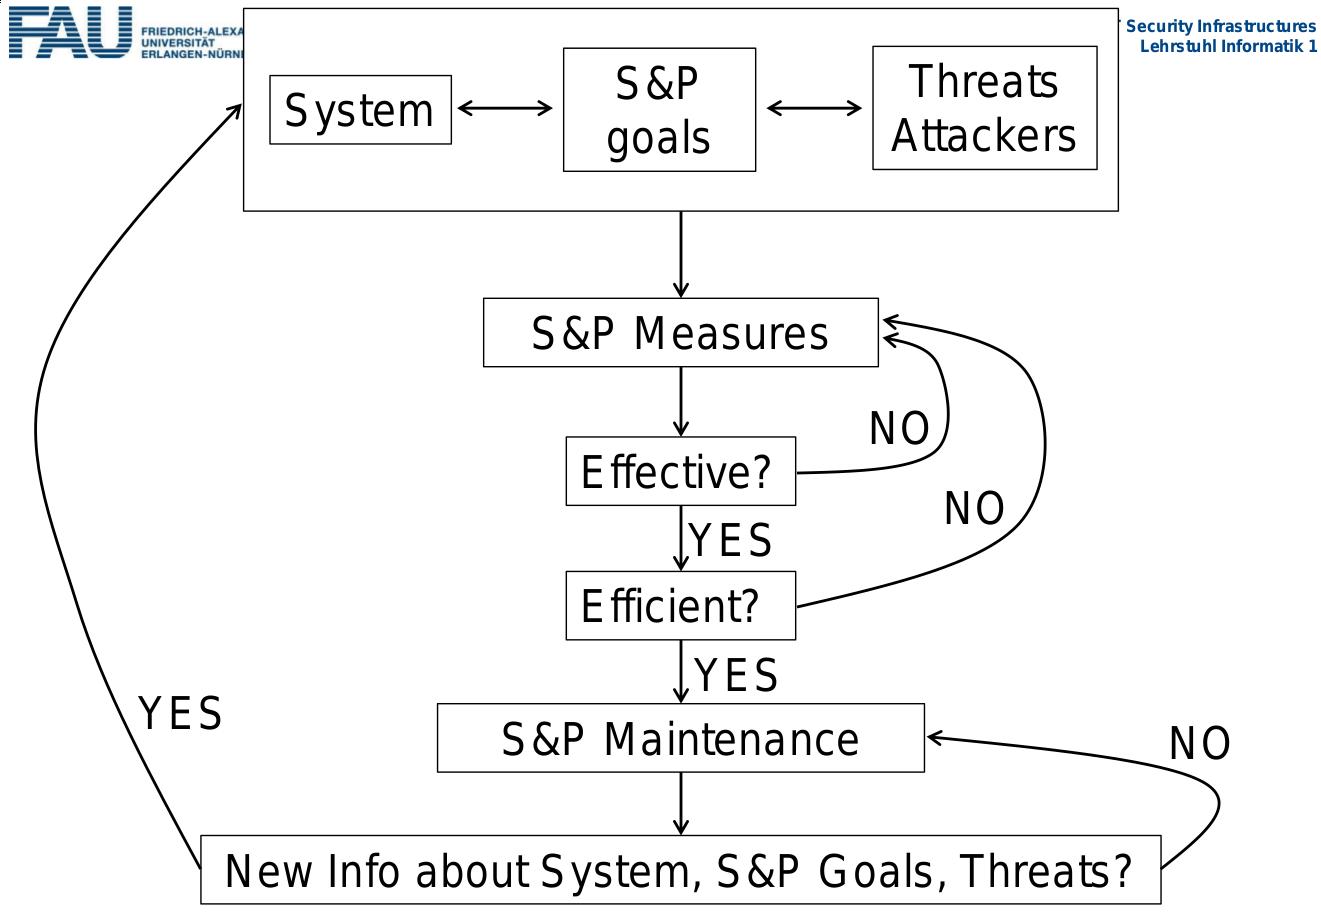 FAU
FRIEDRICH-ALEXA
UNIVERSITÄT
ERLANGEN-NÜRN
Security Infrastructures
Lehrstuhl Informatik 1
System
S&P
goals
Threats
Attackers
S&P Measures
NO
Effective?
NO
YES
Efficient?
YES
YES
S&P Maintenance
NO
New Info about System, S&P Goals, Threats?